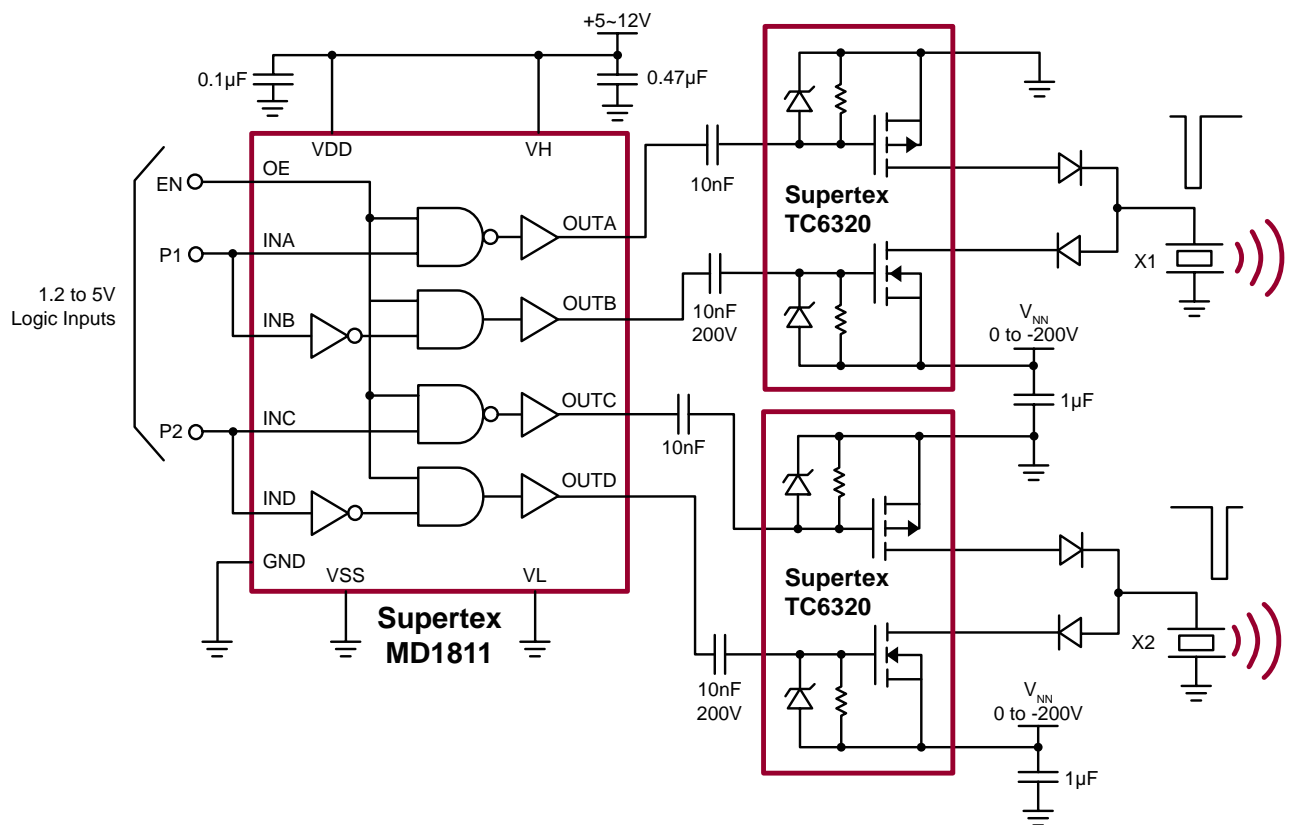 +5~12V
0.1µF
0.47µF
VDD
VH
EN
OE
10nF
Supertex
TC6320
OUTA
P1
INA
X1
1.2 to 5V
Logic Inputs
INB
OUTB
10nF
200V
VNN
0 to -200V
1µF
P2
INC
OUTC
10nF
IND
OUTD
GND
VSS
VL
Supertex
MD1811
Supertex
TC6320
X2
10nF
200V
VNN
0 to -200V
1µF